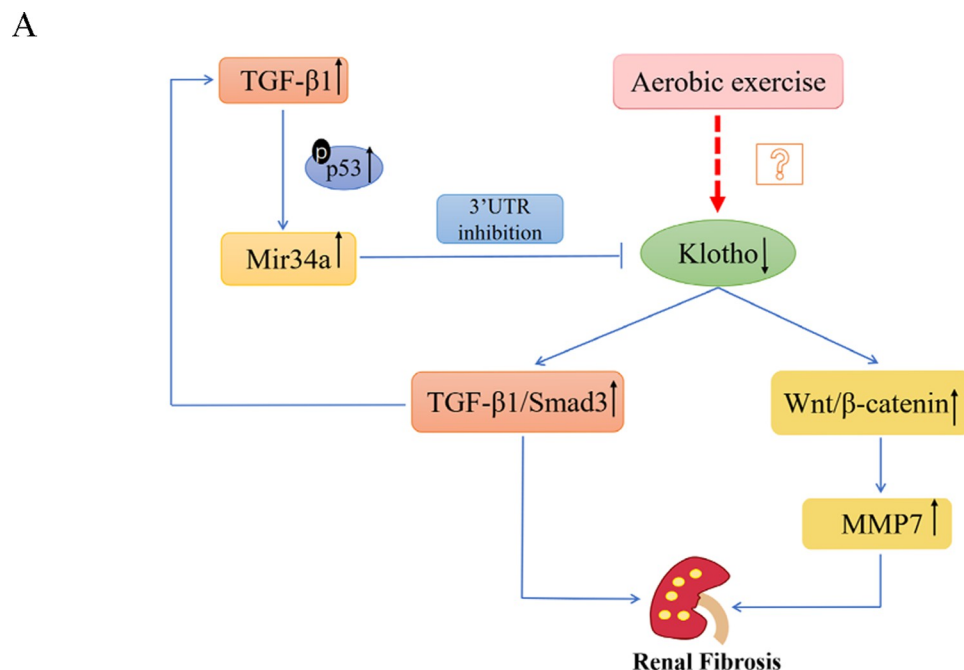 A
TGF-β1↑
Aerobic exercise
p
p53↑
?
3’UTR
inhibition
Mir34a↑
Klotho↓
TGF-β1/Smad3↑
Wnt/β-catenin↑
MMP7↑
Renal Fibrosis